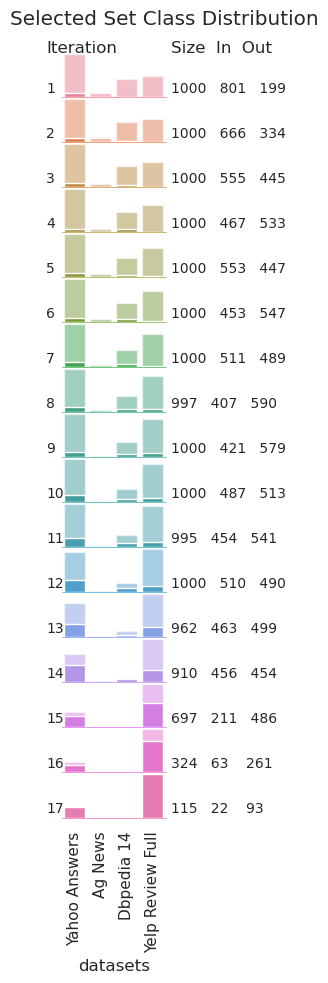 Selected Set Class Distribution
Iteration Size In Out
1 1000 801 199
2 1000 666 334
3 1000 555 445
4 1000 467 533
5 1000 553 447
6 1000 453 547
7 1000 511 489
8 997 407 590
9 1000 421 579
10 1000 487 513
11 995 454 541
12 1000 510 490
13 962 463 499
14 910 456 454
15 697 211 486
16 324 63 261
17 115 22 93
Yahoo Answers
Ag News
Dbpedia 14
Yelp Review Full
datasets